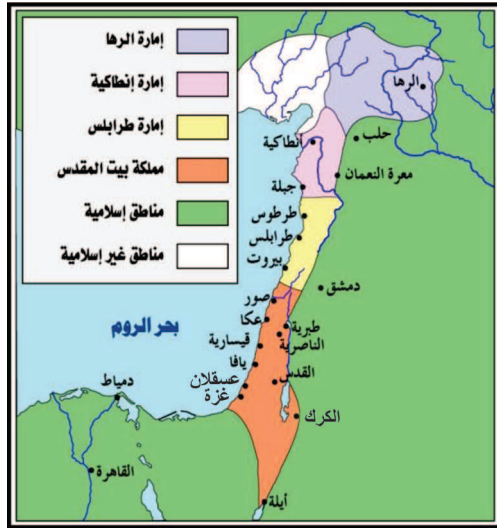 إمارة الرها
إمارة إنطاكية
إمارة طرابلس
مملكة بيت المقدس
مناطق إسلامية
مناطق غير إسلامية
الرها
حلب
أنطاكية
معرة النعمان
جبلة
طرطوس
طرابلس
بيروت
دمشق
صور
عكا
طبرية
الناصرية
قيسارية
يافا
القدس
عسقلان
غزة
الكرك
بحر الروم
دمياط
القاهرة
أيلة